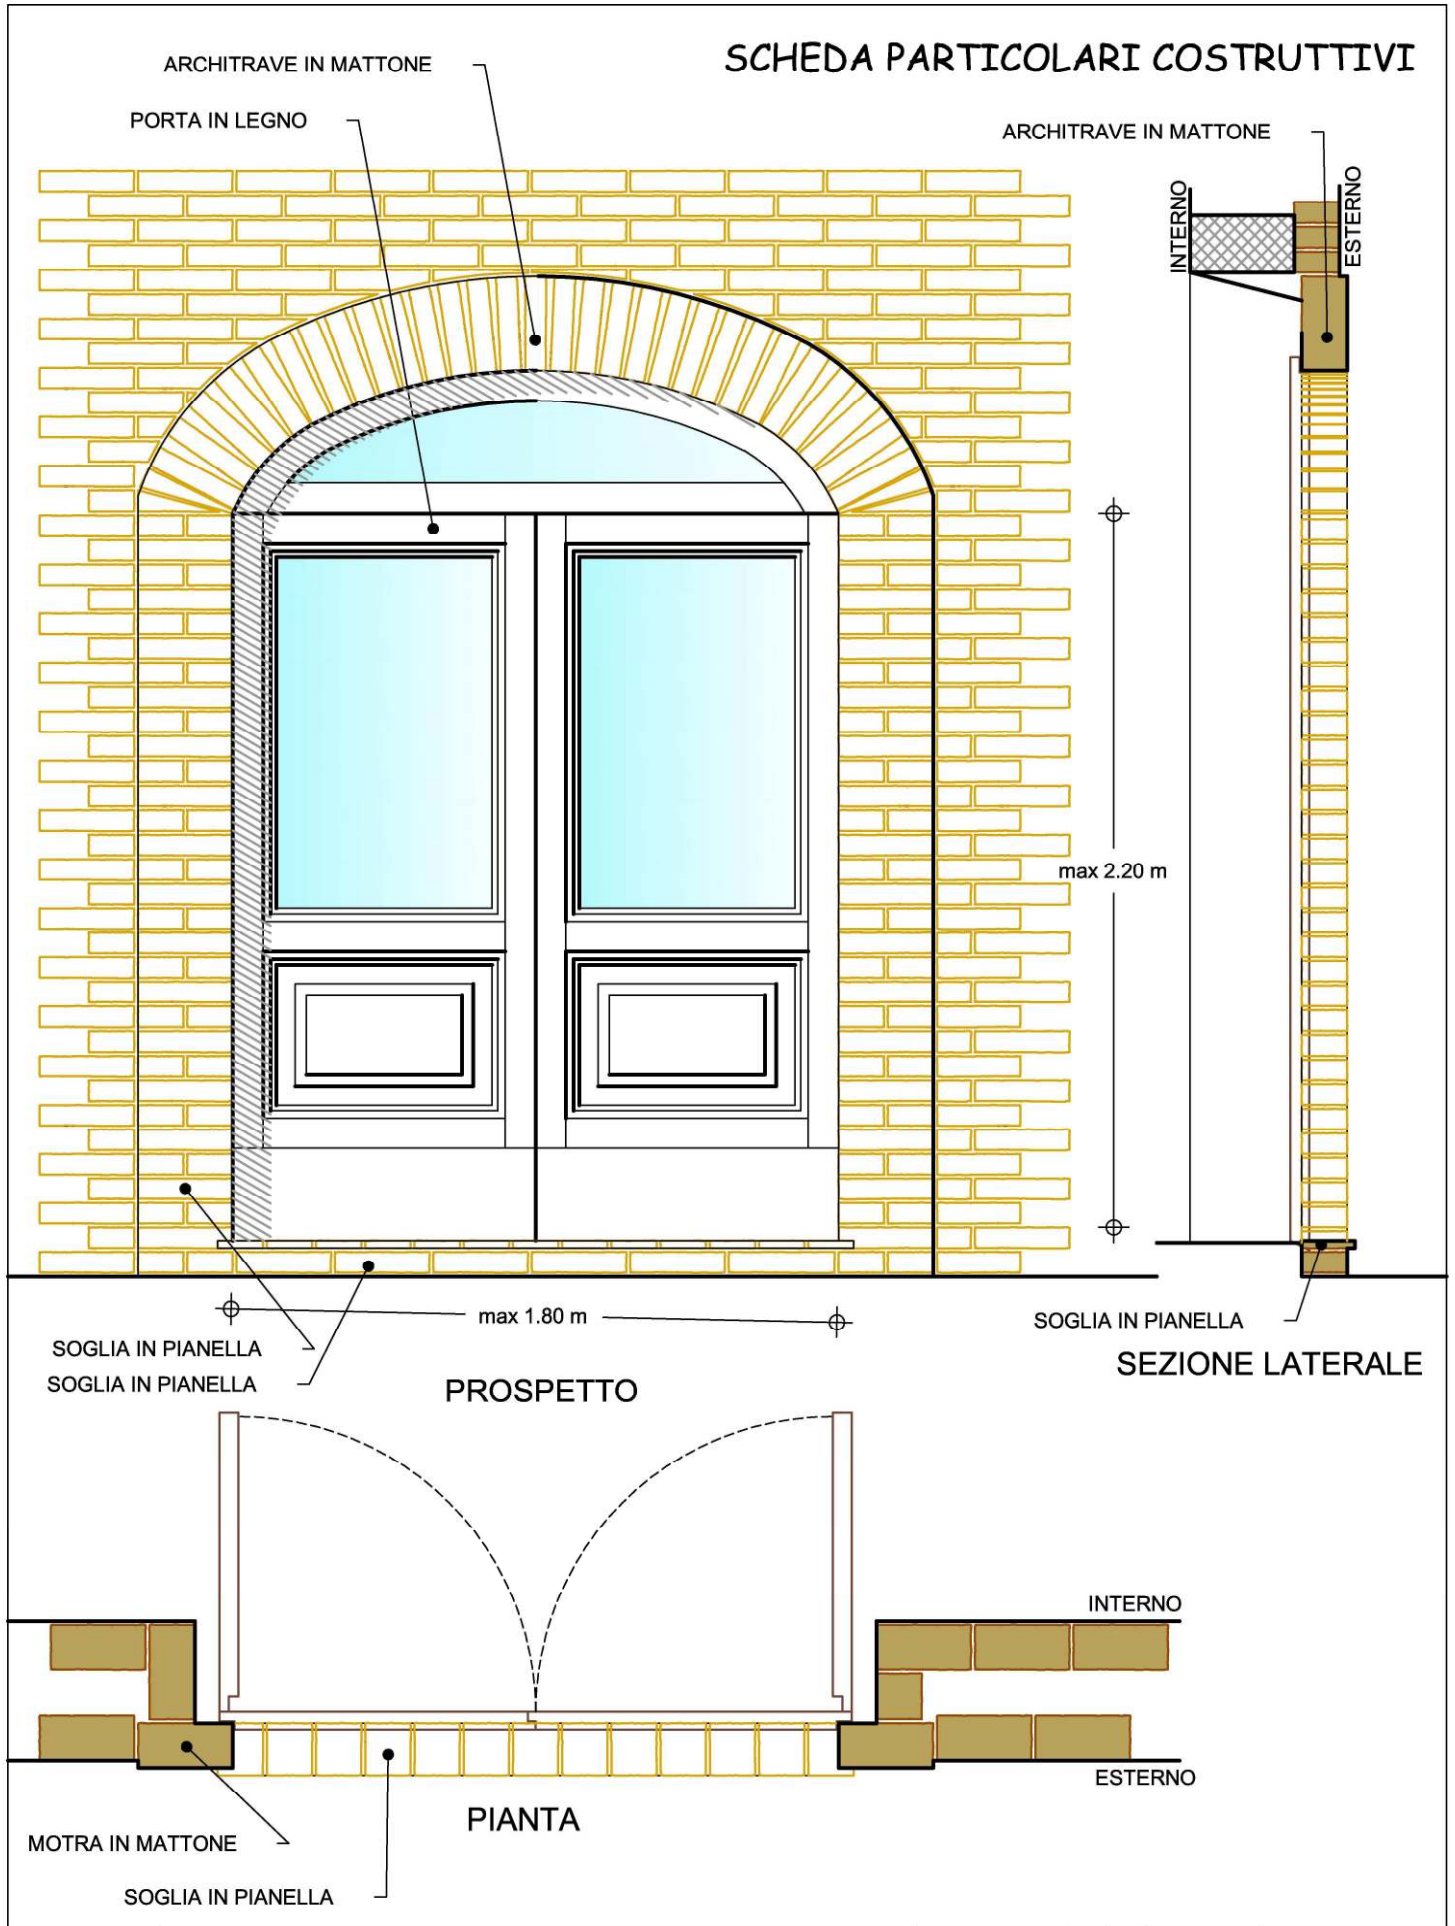 SCHEDA PARTICOLARI COSTRUTTIVI
ARCHITRAVE IN MATTONE
PORTA IN LEGNO
ARCHITRAVE IN MATTONE
INTERNO
ESTERNO
max 2.20 m
max 1.80 m
SOGLIA IN PIANELLA
SOGLIA IN PIANELLA
SOGLIA IN PIANELLA
SEZIONE LATERALE
PROSPETTO
INTERNO
ESTERNO
PIANTA
MOTRA IN MATTONE
SOGLIA IN PIANELLA